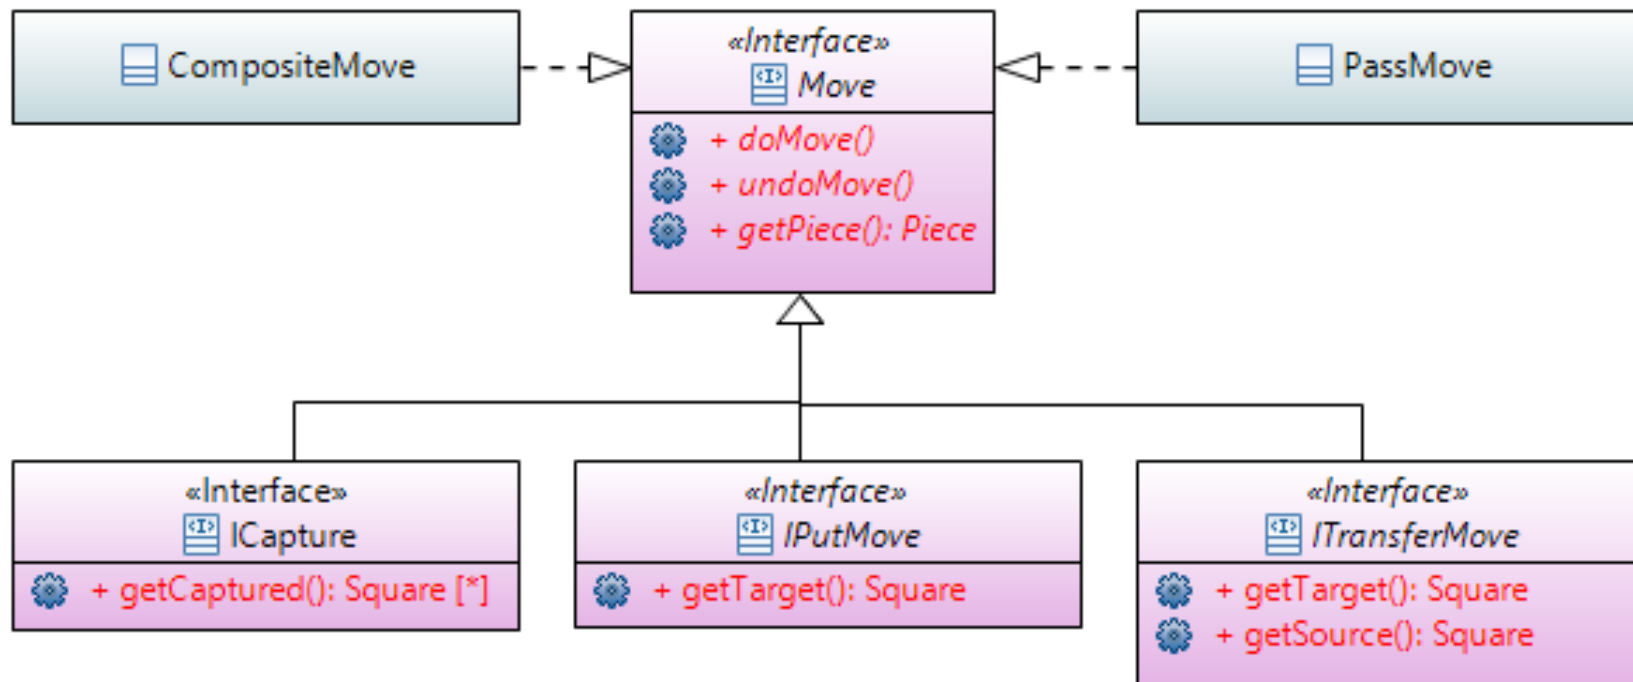 CompositeMove
«Interface»
Move
+ doMove()
+ undoMove()
+ getPiece(): Piece
PassMove
«Interface»
ICapture
+ getCaptured(): Square [*]
«Interface»
IPutMove
+ getTarget(): Square
«Interface»
ITransferMove
+ getTarget(): Square
+ getSource(): Square